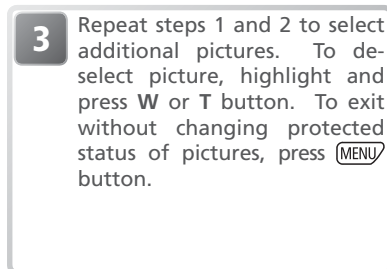 3
Repeat steps 1 and 2 to select
additional pictures. To de-
select picture, highlight and
press W or T button. To exit
without changing protected
status of pictures, press MENU
button.